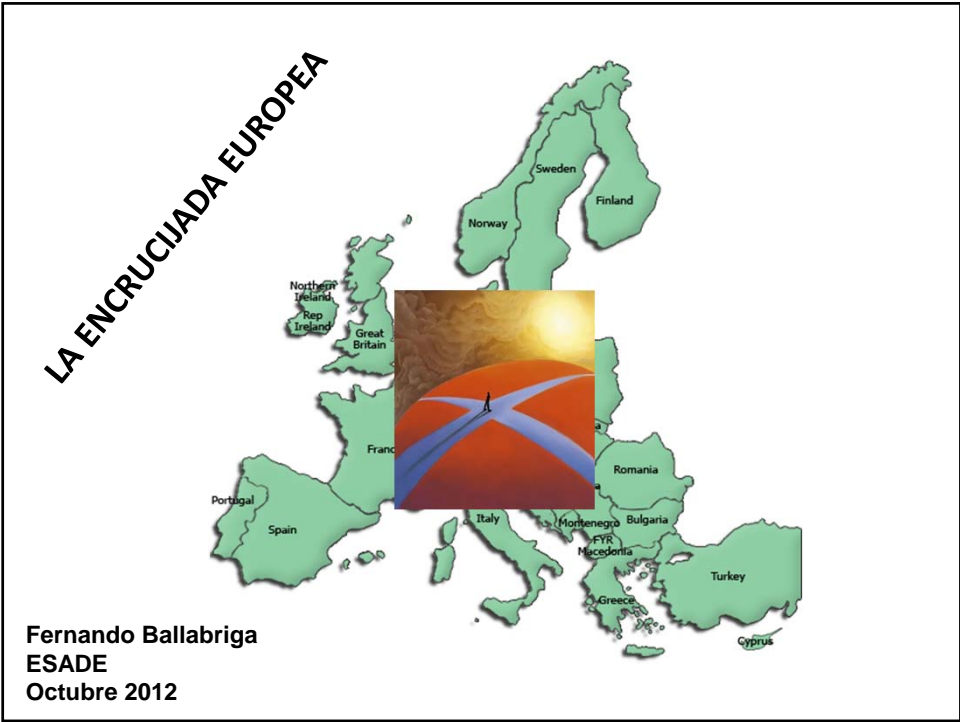 LA ENCRUCIJADA EUROPEA
Sweden
Finland
Norway
Northern
Ireland
Rep
Ireland
Great
Britain
Franc
a
Romania
a
Portugal
Spain
Italy
Montenegro
Bulgaria
FYR
Macedonia
Turkey
Greece
Cyprus
Fernando Ballabriga
ESADE
Octubre 2012